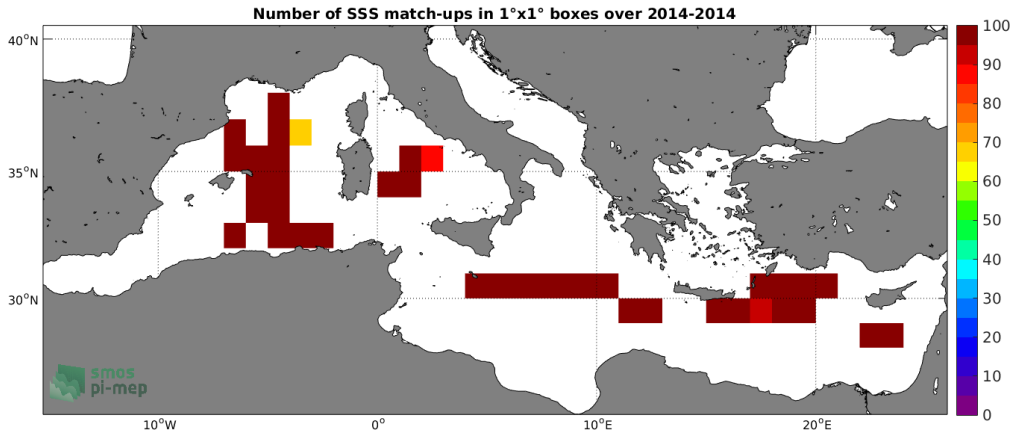 Number of SSS match-ups in 1°x1° boxes over 2014-2014
40°N
35°N
30°N
10°W
0°
10°E
20°E
100
90
80
70
60
50
40
30
20
10
0
smos
pi-mep